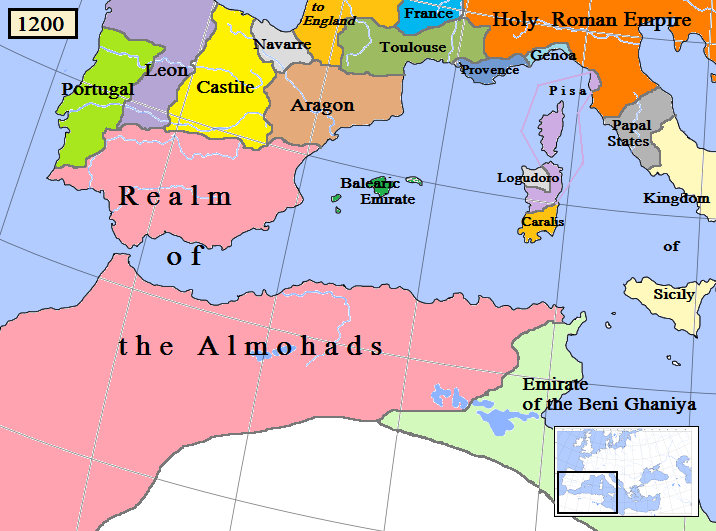 1200
to
England
France
Holy Roman Empire
Navarre
Toulouse
Genoa
Leon
Provence
Portugal
Castile
Aragon
Pisa
Papal
States
Realm
Balearic
Emirate
Logudoro
Kingdom
Caralis
of
of
Sicily
the Almohads
Emirate
of the Beni Ghaniya